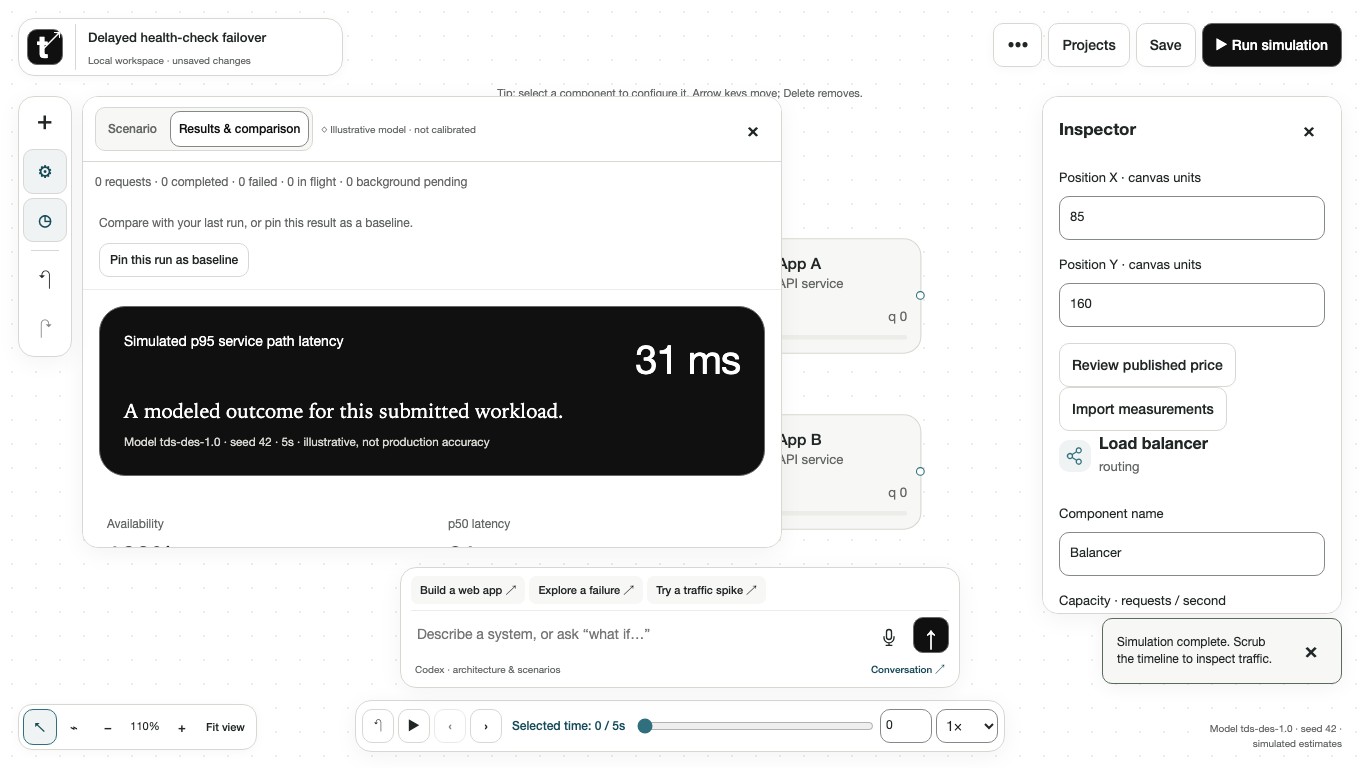 t
Delayed health-check failover
Local workspace · unsaved changes
•••
Projects
Save
▶ Run simulation
Tip: select a component to configure it. Arrow keys move; Delete removes.
Scenario
Results & comparison
◇ Illustrative model · not calibrated
×
0 requests · 0 completed · 0 failed · 0 in flight · 0 background pending
Compare with your last run, or pin this result as a baseline.
Pin this run as baseline
Simulated p95 service path latency
31 ms
A modeled outcome for this submitted workload.
Model tds-des-1.0 · seed 42 · 5s · illustrative, not production accuracy
Availability
p50 latency
App A
API service
q 0
App B
API service
q 0
Inspector
×
Position X · canvas units
85
Position Y · canvas units
160
Review published price
Import measurements
Load balancer
routing
Component name
Balancer
Capacity · requests / second
Build a web app ↗
Explore a failure ↗
Try a traffic spike ↗
Describe a system, or ask “what if…”
Codex · architecture & scenarios
Conversation ↗
Simulation complete. Scrub
the timeline to inspect traffic.
×
− 110% + Fit view
‹ › Selected time: 0 / 5s
0
1×
Model tds-des-1.0 · seed 42 ·
simulated estimates